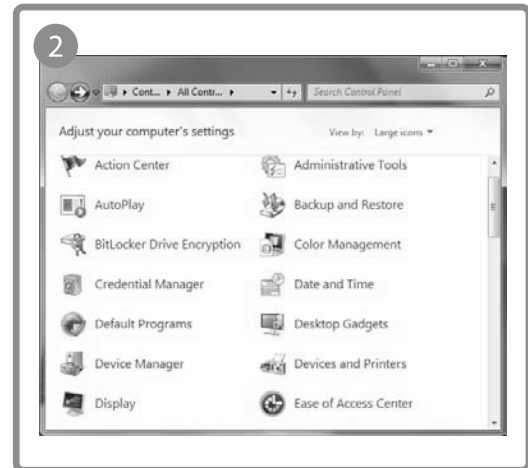 2
Cont... All Contr...
Search Control Panel
Adjust your computer's settings
View by: Large icons
Action Center
Administrative Tools
AutoPlay
Backup and Restore
BitLocker Drive Encryption
Color Management
Credential Manager
Date and Time
Default Programs
Desktop Gadgets
Device Manager
Devices and Printers
Display
Ease of Access Center